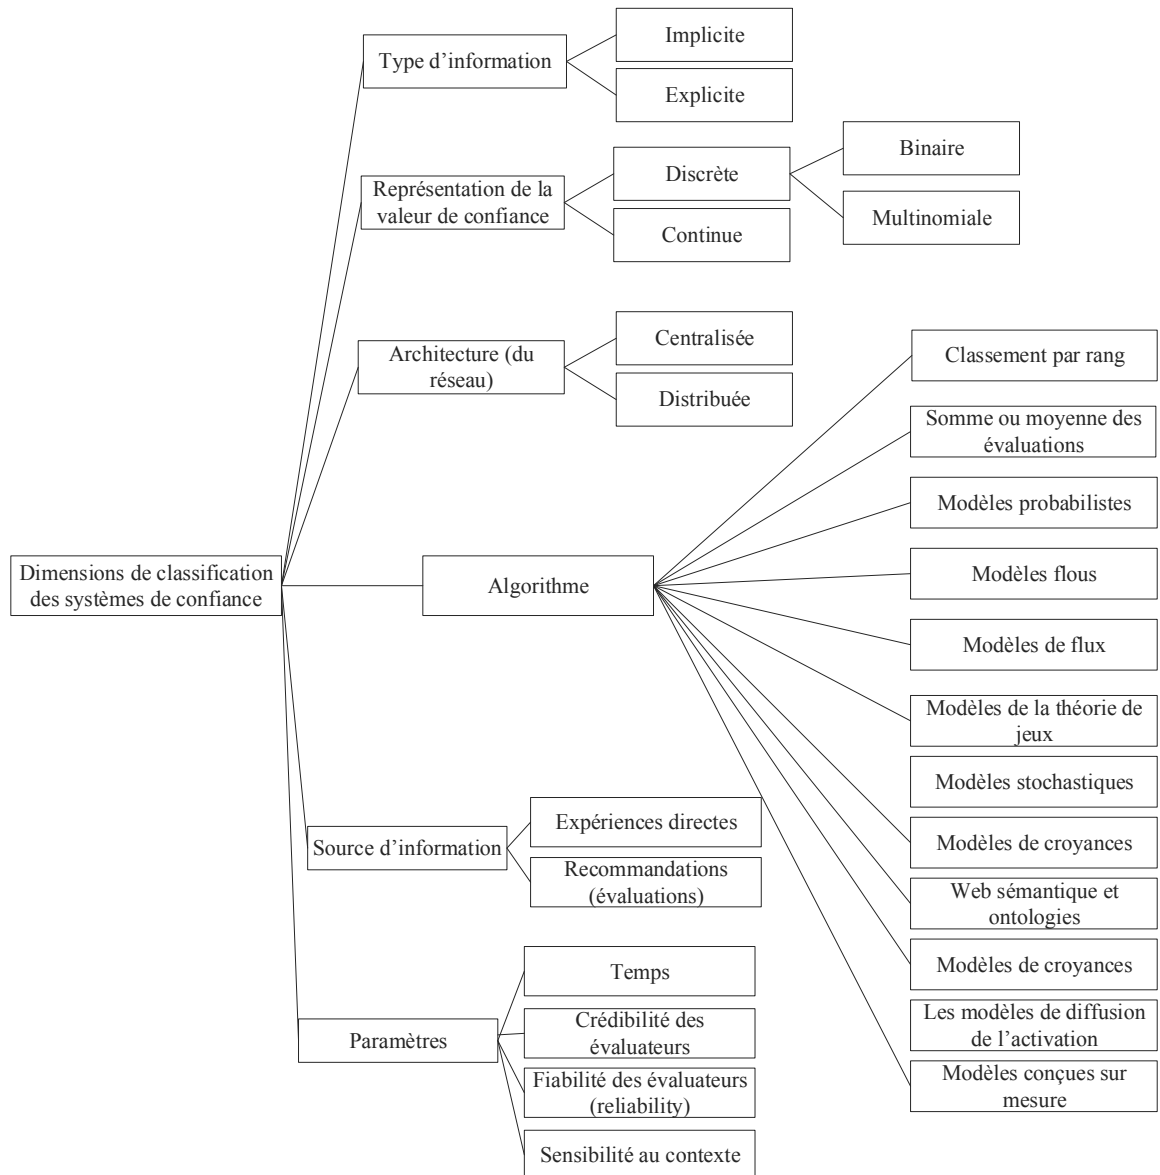 Implicite
Type d’information
Explicite
Binaire
Discrète
Représentation de la
valeur de confiance
Multinomiale
Continue
Centralisée
Architecture (du
réseau)
Distribuée
Classement par rang
Somme ou moyenne des
évaluations
Modèles probabilistes
Dimensions de classification
des systèmes de confiance
Algorithme
Modèles flous
Modèles de flux
Modèles de la théorie de
jeux
Modèles stochastiques
Modèles de croyances
Web sémantique et
ontologies
Modèles de croyances
Les modèles de diffusion
de l’activation
Modèles conçues sur
mesure
Expériences directes
Source d’information
Recommandations
(évaluations)
Temps
Paramètres
Crédibilité des
évaluateurs
Fiabilité des évaluateurs
(reliability)
Sensibilité au contexte